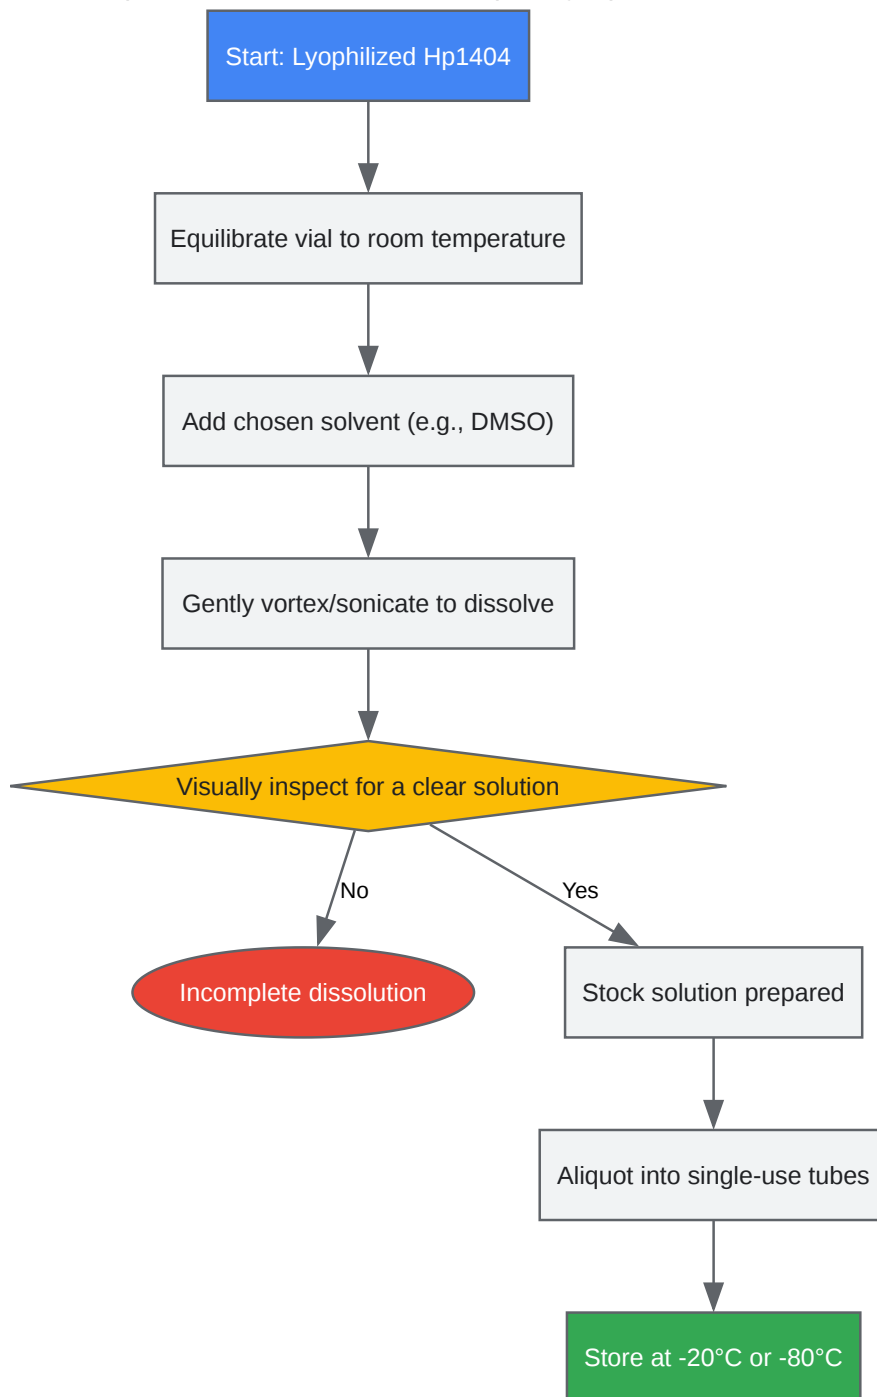 Start: Lyophilized Hp1404
Equilibrate vial to room temperature
Add chosen solvent (e.g., DMSO)
Gently vortex/sonicate to dissolve
Visually inspect for a clear solution
No
Yes
Incomplete dissolution
Stock solution prepared
Aliquot into single-use tubes
Store at -20°C or -80°C